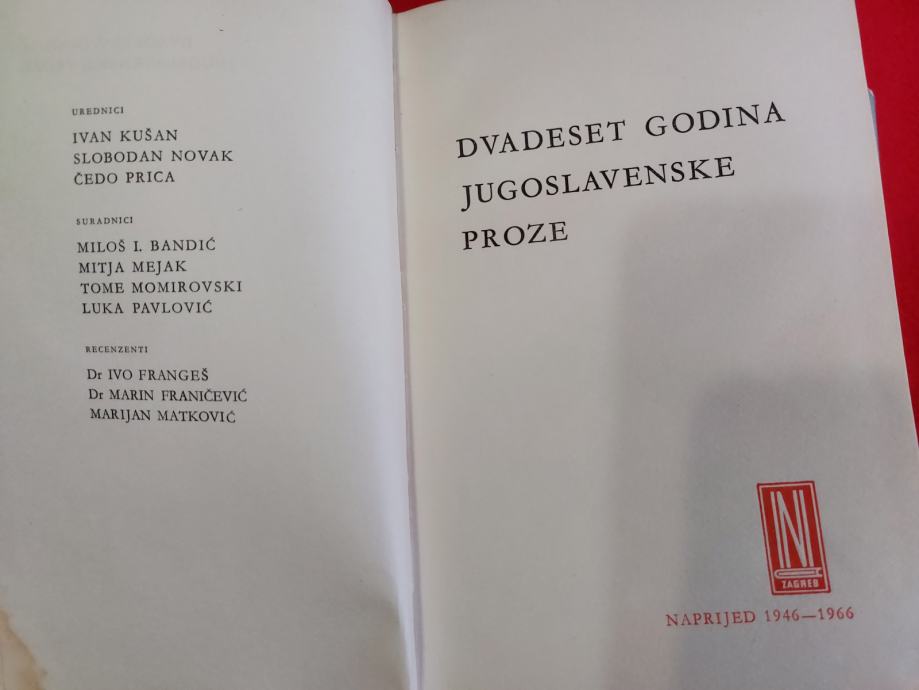 UREDNICI
IVAN KUŠAN
SLOBODAN NOVAK
ČEDO PRICA
SURADNICI
MILOŠ I. BANDIĆ
MITJA MEJAK
TOME MOMIROVSKI
LUKA PAVLOVIĆ
RECENZENTI
Dr IVO FRANGEŠ
Dr MARIN FRANIČEVIĆ
MARIJAN MATKOVIĆ
DVADESET GODINA
JUGOSLAVENSKE
PROZE
N
ZAGREB
NAPRIJED 1946—1966